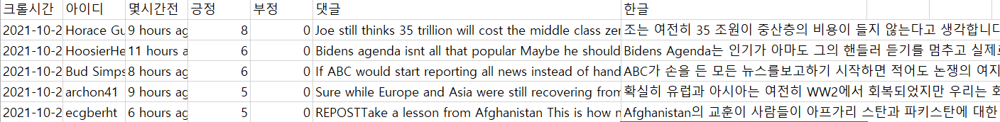 크롤시간 아이디 몇시간전 긍정 부정 댓글 한글
2021-10-2 Horace Gu 9 hours ag 8 0 Joe still thinks 35 trillion will cost the middle class zer 조는 여전히 35 조원이 중산층의 비용이 들지 않는다고 생각합니다
2021-10-2 HoosierHe 11 hours a 6 0 Bidens agenda isnt all that popular Maybe he should Bidens Agenda는 인기가 아마도 그의 핸들러 듣기를 멈추고 실제로
2021-10-2 Bud Simps 8 hours ag 6 0 If ABC would start reporting all news instead of hand ABC가 손을 든 모든 뉴스를보고하기 시작하면 적어도 논쟁의 여지
2021-10-2 archon41 9 hours ag 5 0 Sure while Europe and Asia were still recovering from 확실히 유럽과 아시아는 여전히 WW2에서 회복되었지만 우리는 회
2021-10-2 ecgberht 6 hours ag 5 0 REPOSTTake a lesson from Afghanistan This is how m Afghanistan의 교훈이 사람들이 아프가리 스탄과 파키스탄에 대한